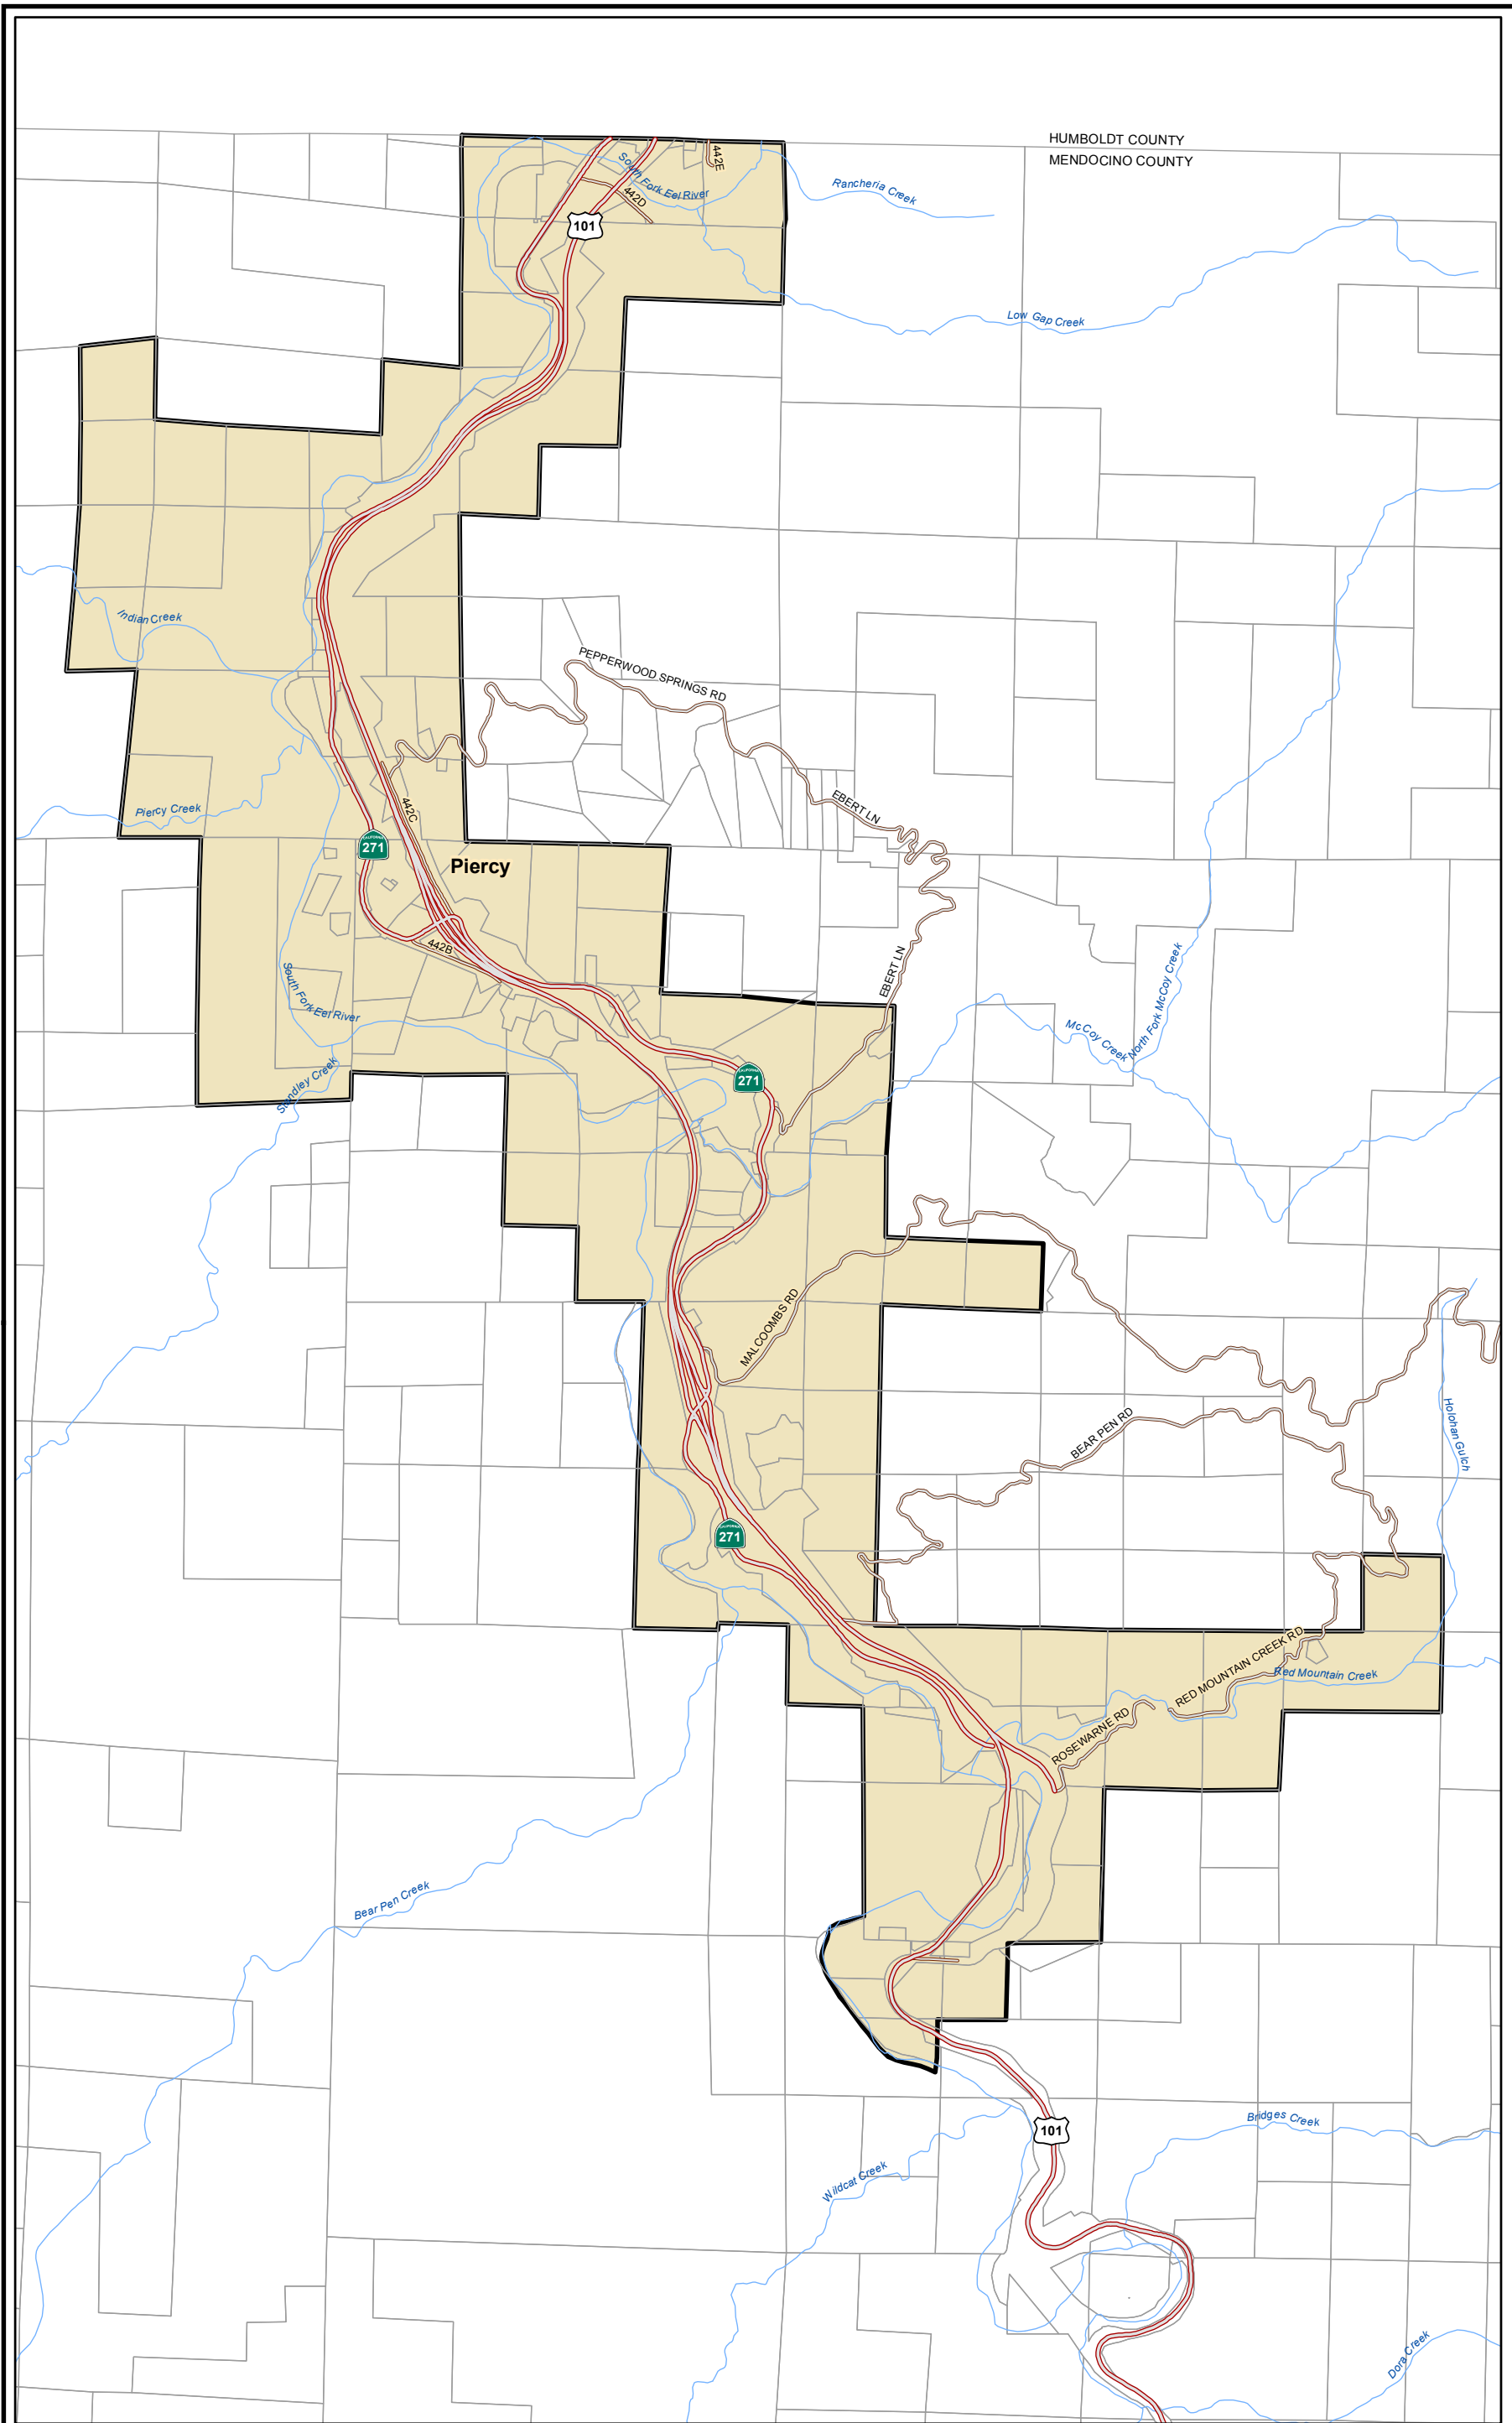 HUMBOLDT COUNTY
MENDOCINO COUNTY
442E
South Fork Eel River
442D
Rancheria Creek
101
Low Gap Creek
Indian Creek
PEPPERWOOD SPRINGS RD
EBERT LN
Piercy Creek
442C
CALIFORNIA
271
Piercy
442B
EBERT LN
South Fork Eel River
North Fork McCoy Creek
McCoy Creek
Standley Creek
CALIFORNIA
271
MALCOOMBS RD
BEAR PEN RD
Holohan Gulch
CALIFORNIA
271
RED MOUNTAIN CREEK RD
Red Mountain Creek
ROSEWARNE RD
Bear Pen Creek
Bridges Creek
101
Wildcat Creek
Dora Creek